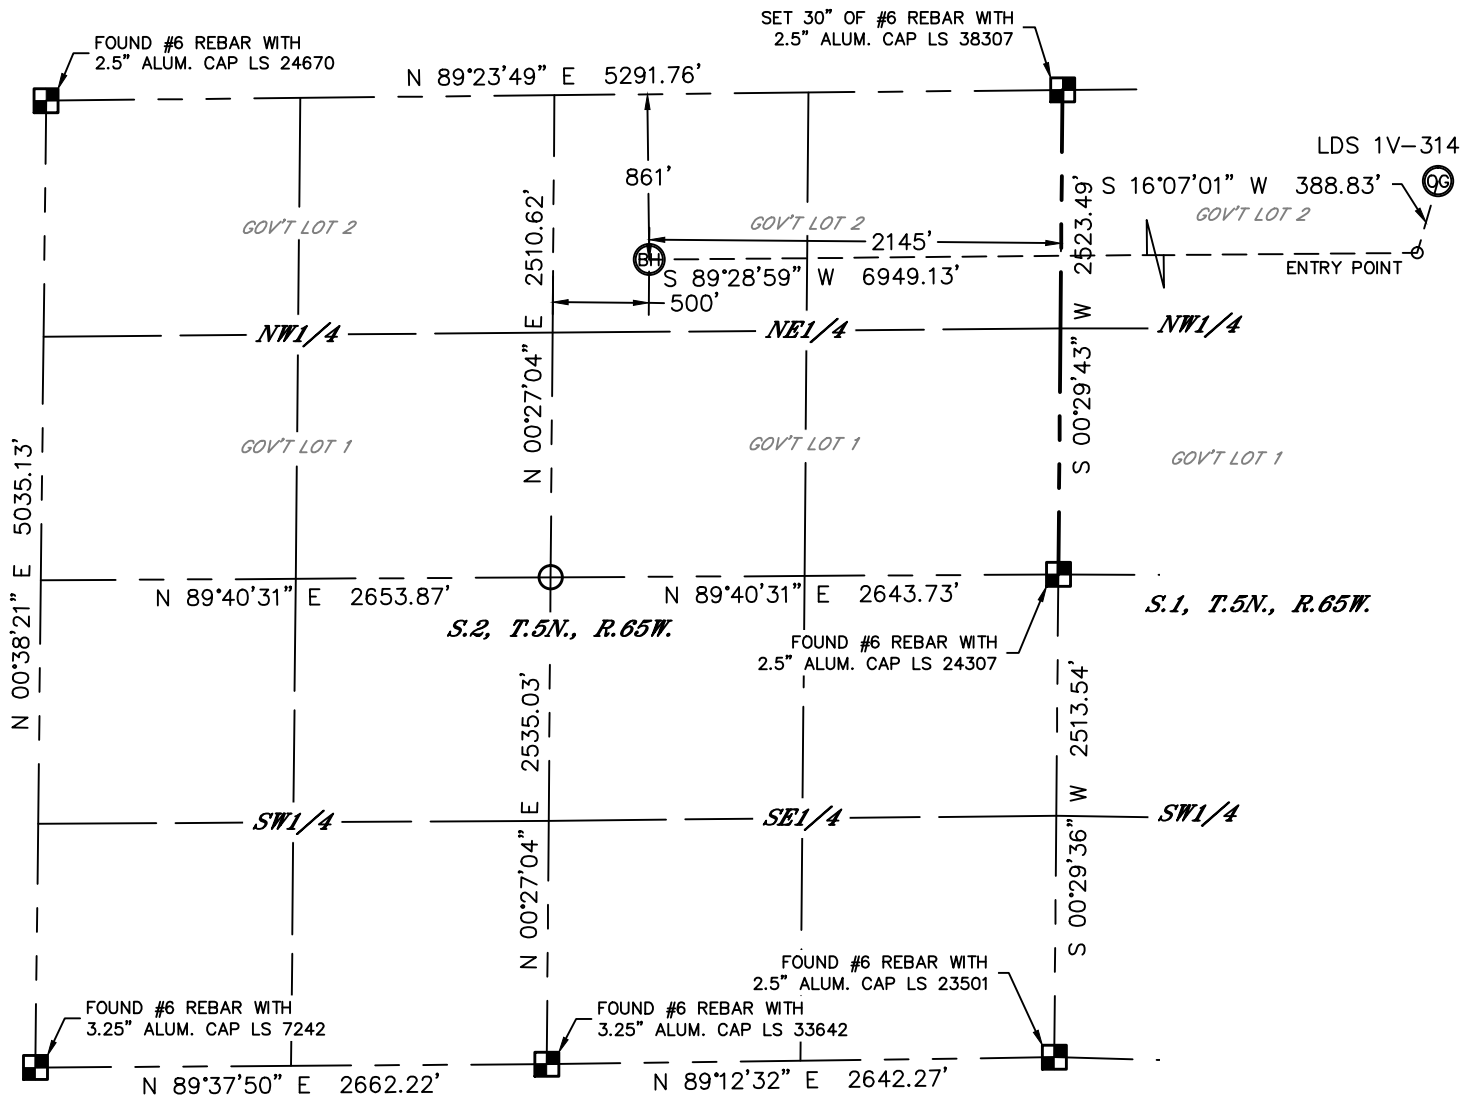 SET 30" OF #6 REBAR WITH
2.5" ALUM. CAP LS 38307
FOUND #6 REBAR WITH
2.5" ALUM. CAP LS 24670
N 89°23'49" E 5291.76'
LDS 1V-314
OG
861'
S 16°07'01" W 388.83'
GOV'T LOT 2
GOV'T LOT 2
GOV'T LOT 2
N 00°27'04" E 2510.62'
S 00°29'43" W 2523.49'
2145'
BH
S 89°28'59" W 6949.13'
ENTRY POINT
500'
NW1/4
NE1/4
NW1/4
GOV'T LOT 1
GOV'T LOT 1
GOV'T LOT 1
N 00°38'21" E 5035.13'
N 89°40'31" E 2653.87'
N 89°40'31" E 2643.73'
S.1, T.5N., R.65W.
S.2, T.5N., R.65W.
FOUND #6 REBAR WITH
2.5" ALUM. CAP LS 24307
N 00°27'04" E 2535.03'
S 00°29'36" W 2513.54'
SW1/4
SE1/4
SW1/4
FOUND #6 REBAR WITH
2.5" ALUM. CAP LS 23501
FOUND #6 REBAR WITH
3.25" ALUM. CAP LS 7242
FOUND #6 REBAR WITH
3.25" ALUM. CAP LS 33642
N 89°37'50" E 2662.22'
N 89°12'32" E 2642.27'